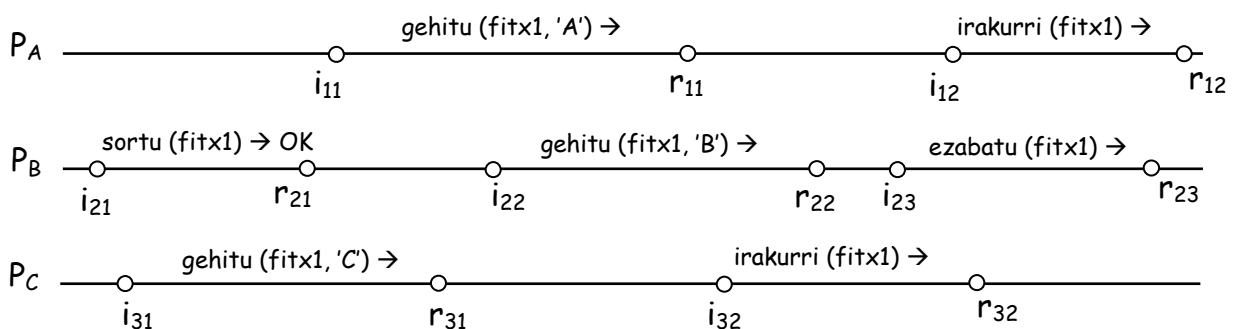 gehitu (fitx1, 'A') → irakurri (fitx1) →
P_A
i₁₁ r₁₁ i₁₂ r₁₂
sortu (fitx1) → OK gehitu (fitx1, 'B') → ezabatu (fitx1) →
P_B
i₂₁ r₂₁ i₂₂ r₂₂ i₂₃ r₂₃
gehitu (fitx1, 'C') → irakurri (fitx1) →
P_C
i₃₁ r₃₁ i₃₂ r₃₂